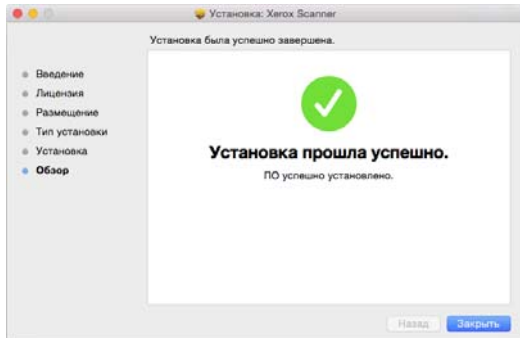 Установка: Xerox Scanner
Установка была успешно завершена.
Введение
Лицензия
Размещение
Тип установки
Установка
Обзор
Установка прошла успешно.
ПО успешно установлено.
Назад
Закрыть